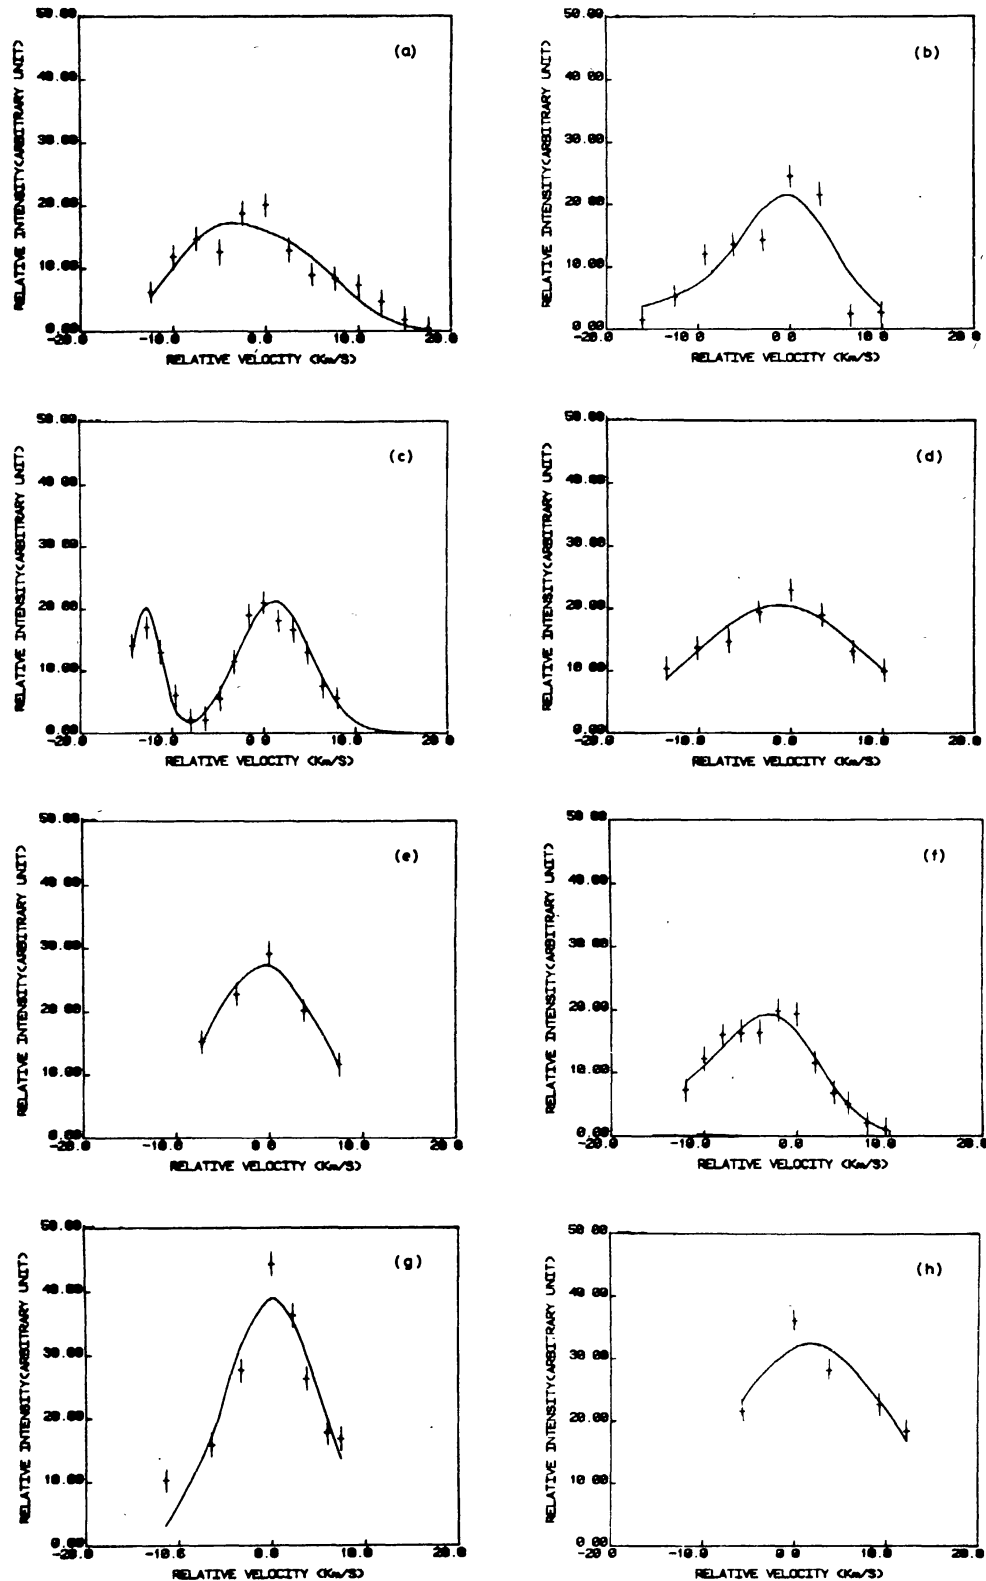 (a)
RELATIVE INTENSITY(ARBITRARY UNIT)
50.00
40.00
30.00
20.00
10.00
0.00
-20.0 -10.0 0.0 10.0 20.0
RELATIVE VELOCITY (Km/S)
(b)
RELATIVE INTENSITY(ARBITRARY UNIT)
50.00
40.00
30.00
20.00
10.00
0.00
-20.0 -10.0 0.0 10.0 20.0
RELATIVE VELOCITY (Km/S)
(c)
RELATIVE INTENSITY(ARBITRARY UNIT)
50.00
40.00
30.00
20.00
10.00
0.00
-20.0 -10.0 0.0 10.0 20.0
RELATIVE VELOCITY (Km/S)
(d)
RELATIVE INTENSITY(ARBITRARY UNIT)
50.00
40.00
30.00
20.00
10.00
0.00
-20.0 -10.0 0.0 10.0 20.0
RELATIVE VELOCITY (Km/S)
(e)
RELATIVE INTENSITY(ARBITRARY UNIT)
50.00
40.00
30.00
20.00
10.00
0.00
-20.0 -10.0 0.0 10.0 20.0
RELATIVE VELOCITY (Km/S)
(f)
RELATIVE INTENSITY(ARBITRARY UNIT)
50.00
40.00
30.00
20.00
10.00
0.00
-20.0 -10.0 0.0 10.0 20.0
RELATIVE VELOCITY (Km/S)
(g)
RELATIVE INTENSITY(ARBITRARY UNIT)
50.00
40.00
30.00
20.00
10.00
0.00
-20.0 -10.0 0.0 10.0 20.0
RELATIVE VELOCITY (Km/S)
(h)
RELATIVE INTENSITY(ARBITRARY UNIT)
50.00
40.00
30.00
20.00
10.00
0.00
-20.0 -10.0 0.0 10.0 20.0
RELATIVE VELOCITY (Km/S)